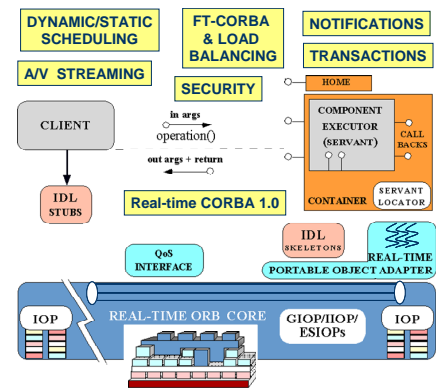 DYNAMIC/STATIC
SCHEDULING
FT-CORBA
& LOAD
BALANCING
NOTIFICATIONS
TRANSACTIONS
A/V STREAMING
SECURITY
HOME
in args
operation()
out args + return
CLIENT
COMPONENT
EXECUTOR
(SERVANT)
CALL
BACKS
CONTAINER
SERVANT
LOCATOR
IDL
STUBS
Real-time CORBA 1.0
IDL
SKELETONS
REAL-TIME
PORTABLE OBJECT ADAPTER
QoS
INTERFACE
IOP
REAL-TIME ORB CORE
GIOP/IIOP/
ESIOPs
IOP